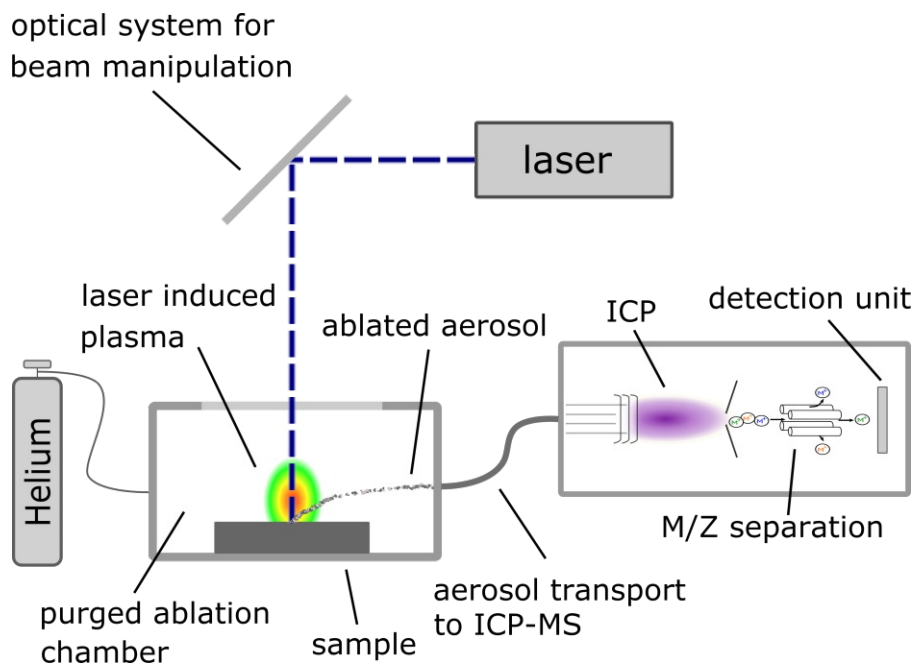 optical system for
beam manipulation
laser
laser induced
plasma
ablated aerosol
ICP
detection unit
Helium
M/Z separation
purged ablation
chamber
sample
aerosol transport
to ICP-MS